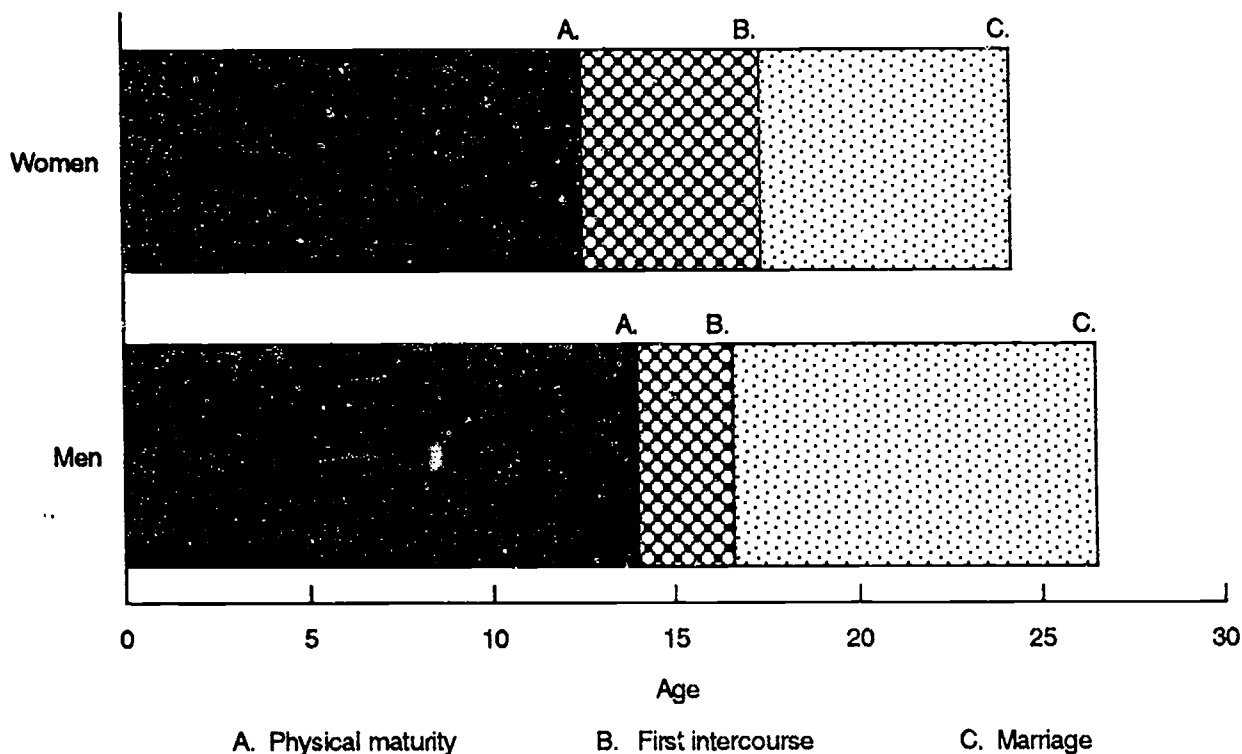 A. B. C.
Women
A. B. C.
Men
0 5 10 15 20 25 30
Age
A. Physical maturity B. First intercourse C. Marriage